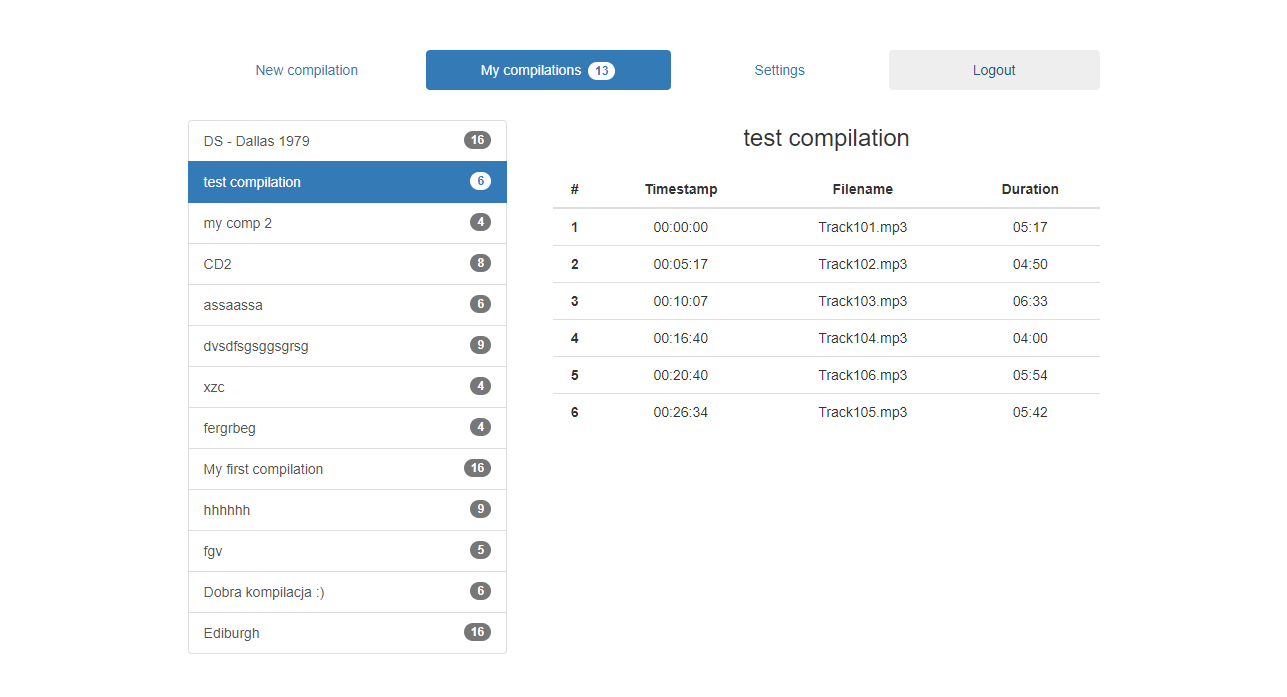 New compilation My compilations 13 Settings Logout
DS - Dallas 1979 16
test compilation 6
my comp 2 4
CD2 8
assaassa 6
dvsdfsgsggsgrsg 9
xzc 4
fergrbeg 4
My first compilation 16
hhhhhh 9
fgv 5
Dobra kompilacja :) 6
Ediburgh 16
test compilation
# Timestamp Filename Duration
1 00:00:00 Track101.mp3 05:17
2 00:05:17 Track102.mp3 04:50
3 00:10:07 Track103.mp3 06:33
4 00:16:40 Track104.mp3 04:00
5 00:20:40 Track106.mp3 05:54
6 00:26:34 Track105.mp3 05:42